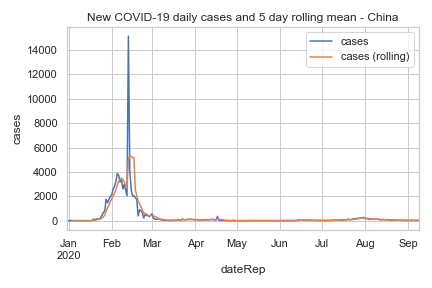 New COVID-19 daily cases and 5 day rolling mean - China
cases
cases (rolling)
14000
12000
10000
8000
6000
4000
2000
0
cases
Jan Feb Mar Apr May Jun Jul Aug Sep
2020
dateRep